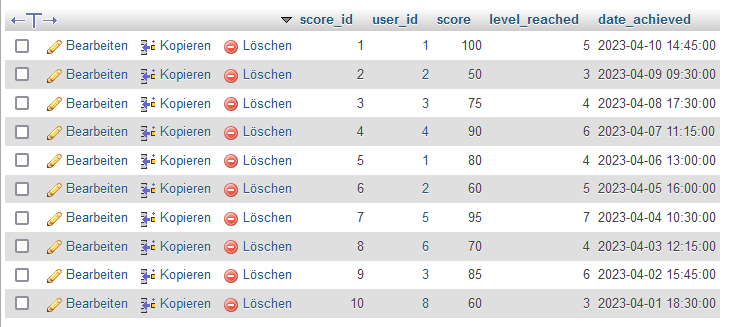 score_id user_id score level_reached date_achieved
Bearbeiten Kopieren Löschen 1 1 100 5 2023-04-10 14:45:00
Bearbeiten Kopieren Löschen 2 2 50 3 2023-04-09 09:30:00
Bearbeiten Kopieren Löschen 3 3 75 4 2023-04-08 17:30:00
Bearbeiten Kopieren Löschen 4 4 90 6 2023-04-07 11:15:00
Bearbeiten Kopieren Löschen 5 1 80 4 2023-04-06 13:00:00
Bearbeiten Kopieren Löschen 6 2 60 5 2023-04-05 16:00:00
Bearbeiten Kopieren Löschen 7 5 95 7 2023-04-04 10:30:00
Bearbeiten Kopieren Löschen 8 6 70 4 2023-04-03 12:15:00
Bearbeiten Kopieren Löschen 9 3 85 6 2023-04-02 15:45:00
Bearbeiten Kopieren Löschen 10 8 60 3 2023-04-01 18:30:00